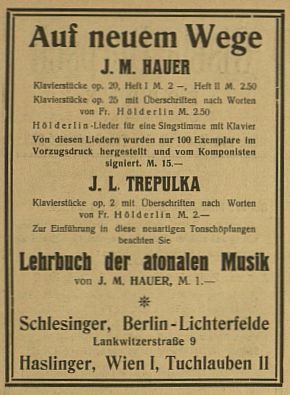 Auf neuem Wege
J. M. HAUER
Klavierstücke op. 20, Heft I M. 2 –, Heft II M. 2.50
Klavierstücke op. 25 mit Überschriften nach Worten
von Fr. Hölderlin M. 2.50
Hölderlin-Lieder für eine Singstimme mit Klavier
Von diesen Liedern wurden nur 100 Exemplare im
Vorzugsdruck hergestellt und vom Komponisten
signiert. M. 15.—
J. L. TREPULKA
Klavierstücke op. 2 mit Überschriften nach Worten
von Fr. Hölderlin M. 2.—
Zur Einführung in diese neuartigen Tonschöpfungen
beachten Sie
Lehrbuch der atonalen Musik
von J. M. HAUER, M. 1.—
Schlesinger, Berlin-Lichterfelde
Lankwitzerstraße 9
Haslinger, Wien I, Tuchlauben 11